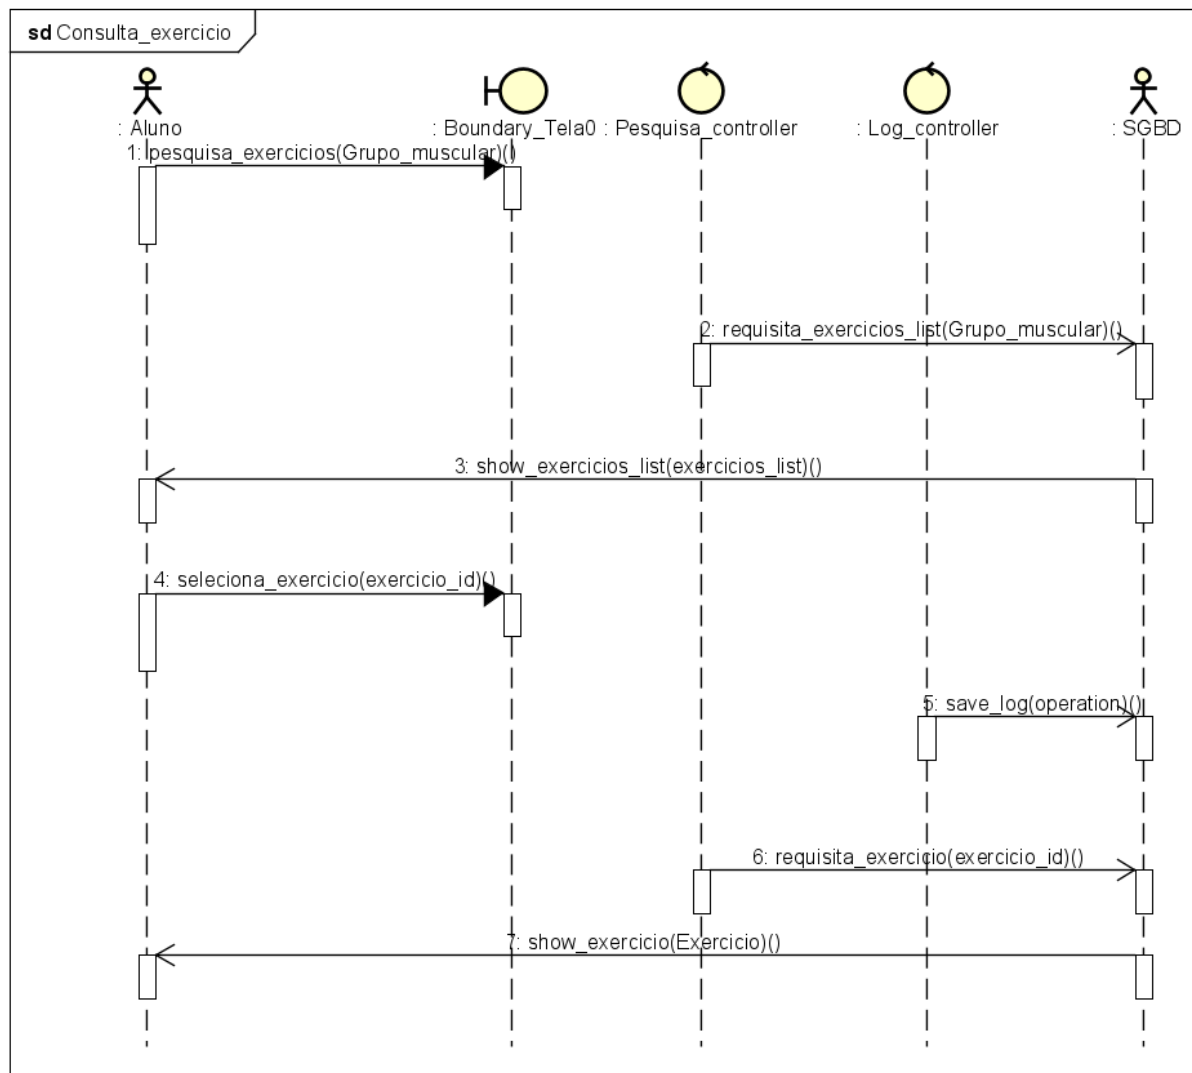 sd Consulta_exercicio
: Aluno
: Boundary_Tela0
: Pesquisa_controller
: Log_controller
: SGBD
1: pesquisa_exercicios(Grupo_muscular)()
2: requisita_exercicios_list(Grupo_muscular)()
3: show_exercicios_list(exercicios_list)()
4: seleciona_exercicio(exercicio_id)()
5: save_log(operation)()
6: requisita_exercicio(exercicio_id)()
7: show_exercicio(Exercicio)()